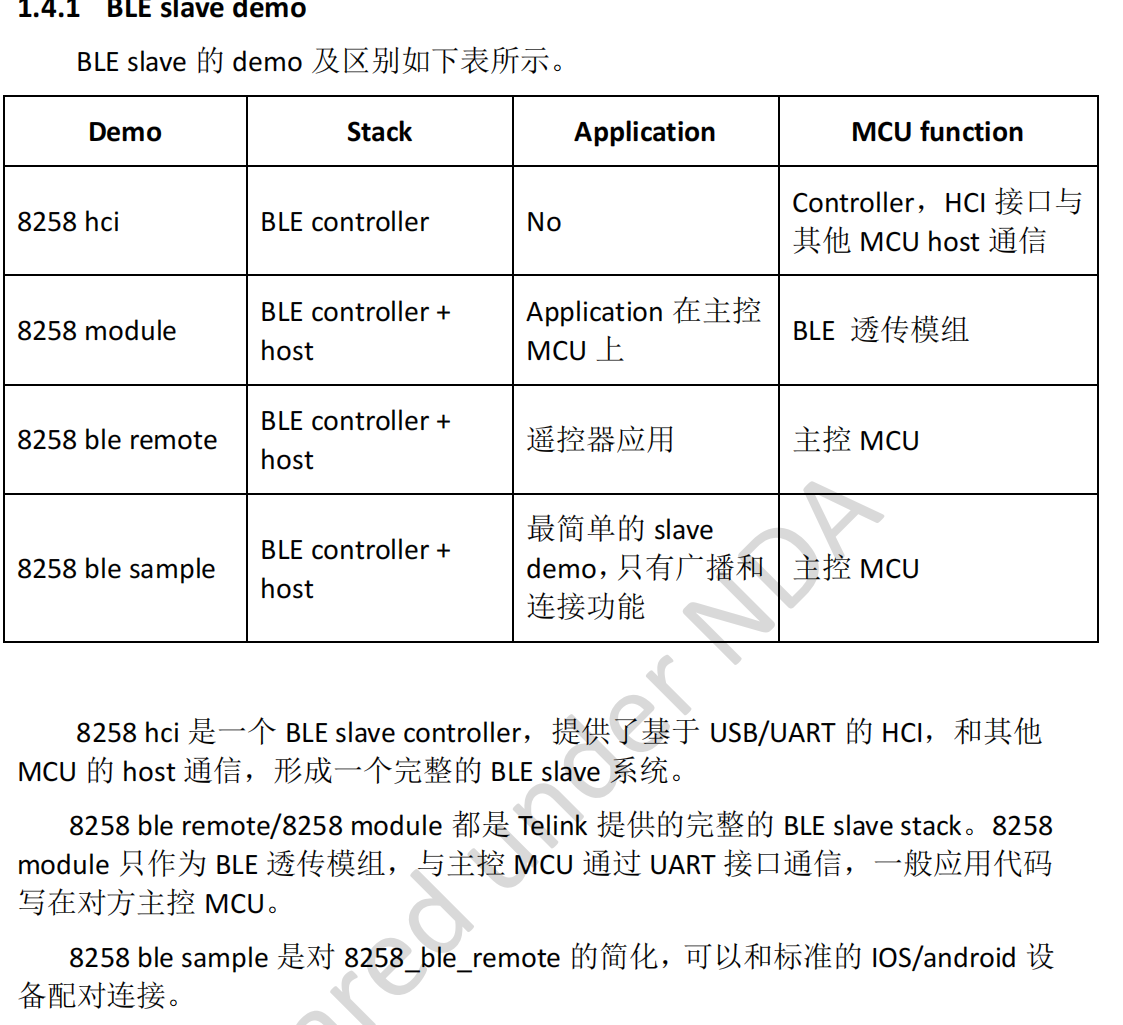 1.4.1 BLE slave demo
BLE slave 的 demo 及区别如下表所示。
Demo Stack Application MCU function
8258 hci BLE controller No Controller，HCI 接口与
其他 MCU host 通信
8258 module BLE controller +
host Application 在主控
MCU 上 BLE 透传模组
8258 ble remote BLE controller +
host 遥控器应用 主控 MCU
8258 ble sample BLE controller +
host 最简单的 slave
demo，只有广播和
连接功能 主控 MCU
8258 hci 是一个 BLE slave controller，提供了基于 USB/UART 的 HCI，和其他
MCU 的 host 通信，形成一个完整的 BLE slave 系统。
8258 ble remote/8258 module 都是 Telink 提供的完整的 BLE slave stack。8258
module 只作为 BLE 透传模组，与主控 MCU 通过 UART 接口通信，一般应用代码
写在对方主控 MCU。
8258 ble sample 是对 8258_ble_remote 的简化，可以和标准的 IOS/android 设
备配对连接。
ared under NDA